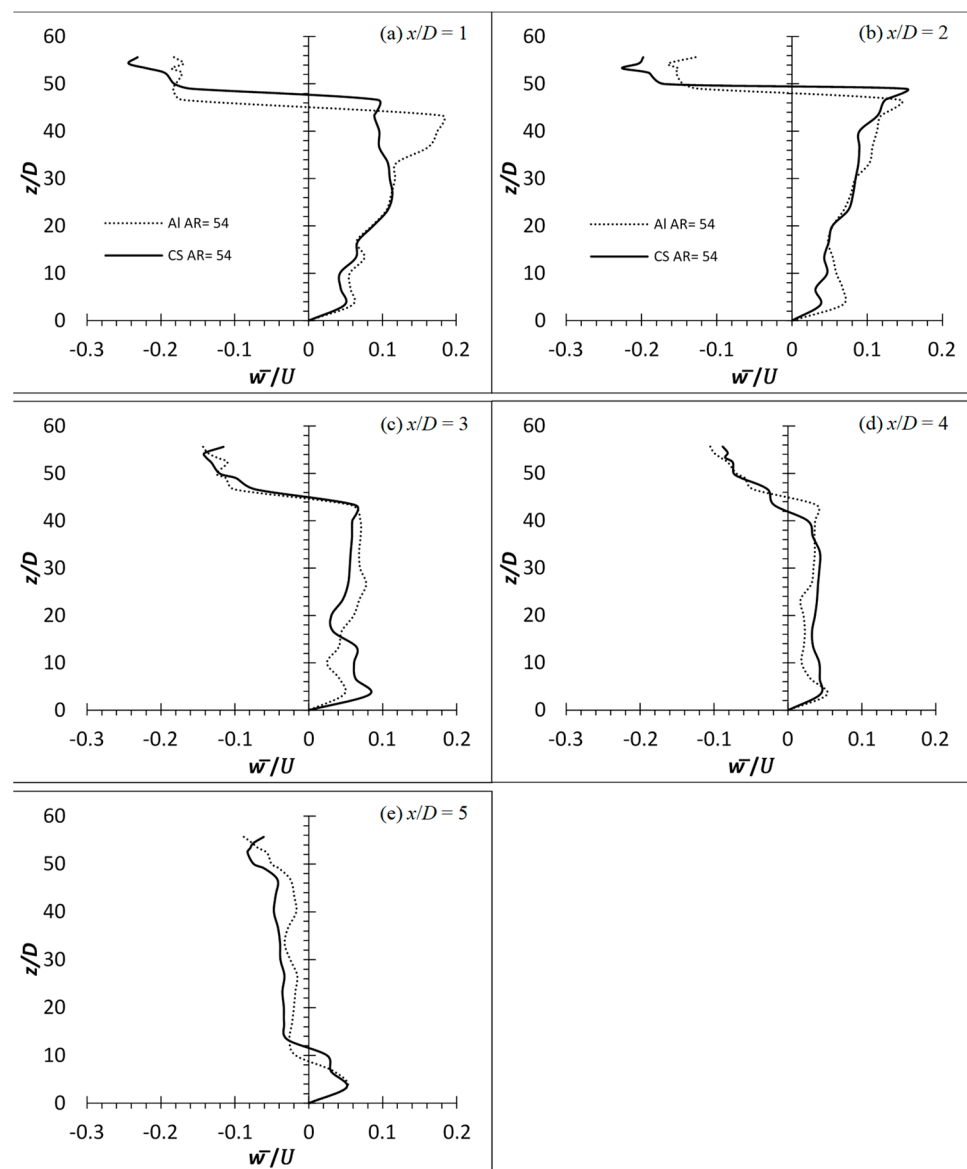 (a) x/D = 1
60
50
40
30
20
10
0
z/D
Al AR= 54
CS AR= 54
-0.3 -0.2 -0.1 0 0.1 0.2
w̅/U
(b) x/D = 2
60
50
40
30
20
10
0
z/D
Al AR= 54
CS AR= 54
-0.3 -0.2 -0.1 0 0.1 0.2
w̅/U
(c) x/D = 3
60
50
40
30
20
10
0
z/D
-0.3 -0.2 -0.1 0 0.1 0.2
w̅/U
(d) x/D = 4
60
50
40
30
20
10
0
z/D
-0.3 -0.2 -0.1 0 0.1 0.2
w̅/U
(e) x/D = 5
60
50
40
30
20
10
0
z/D
-0.3 -0.2 -0.1 0 0.1 0.2
w̅/U